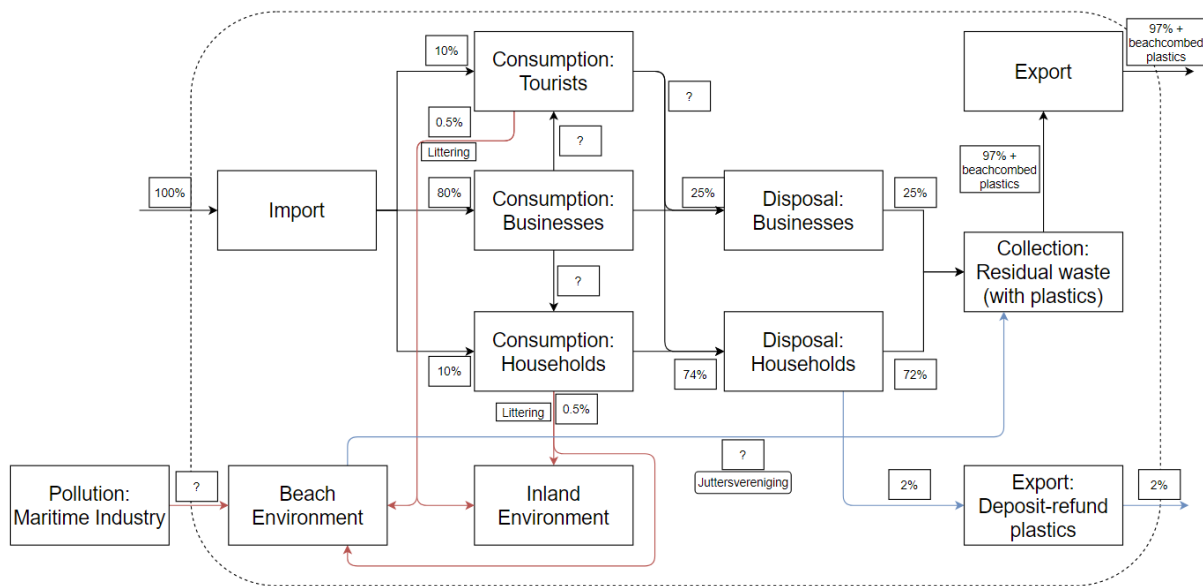 97% +
beachcombed
plastics
10%
Consumption:
Tourists
Export
?
0.5%
Littering
?
97% +
beachcombed
plastics
100%
Import
80%
Consumption:
Businesses
25%
Disposal:
Businesses
25%
Collection:
Residual waste
(with plastics)
?
Consumption:
Households
Disposal:
Households
10%
74%
72%
Littering
0.5%
?
Juttersvereniging
Pollution:
Maritime Industry
?
Beach
Environment
Inland
Environment
2%
Export:
Deposit-refund
plastics
2%